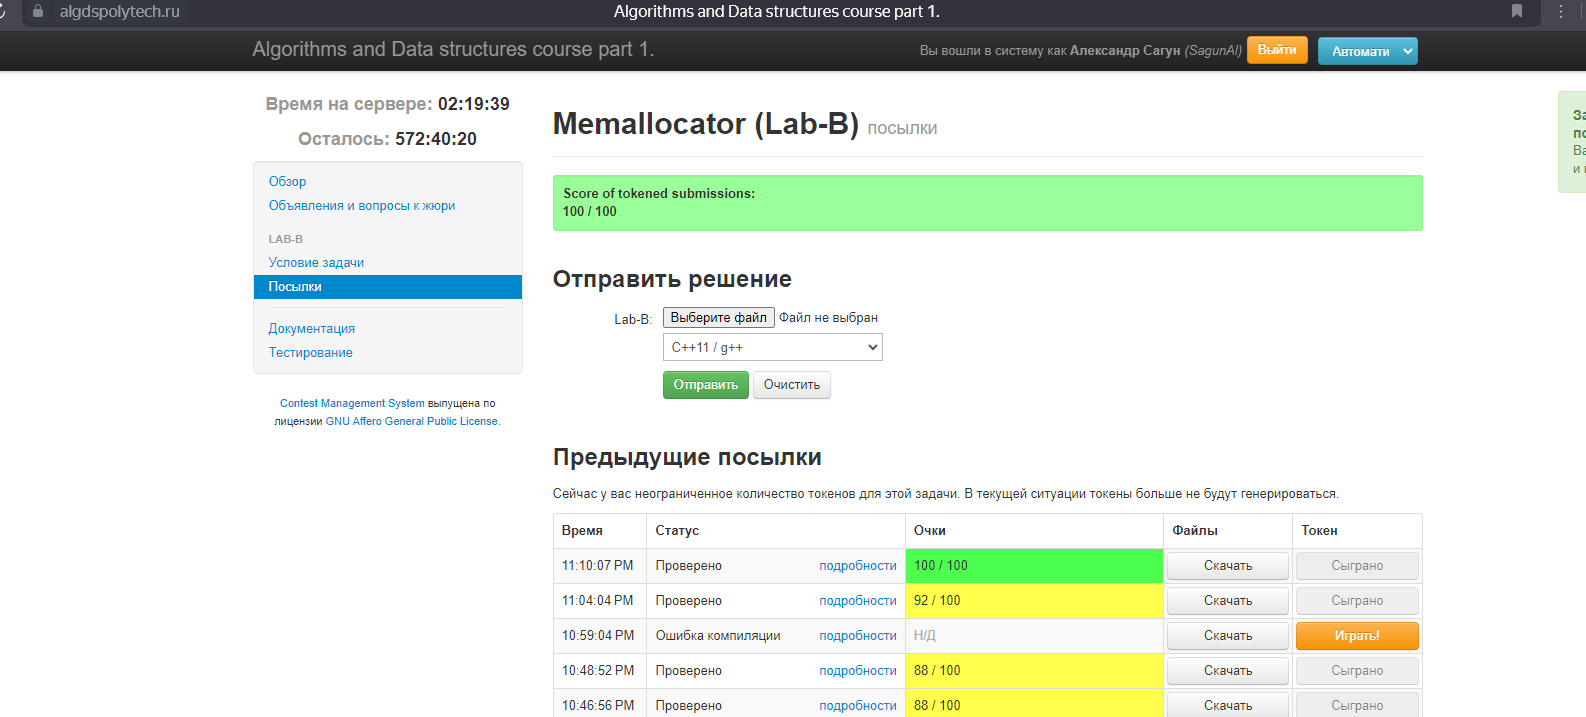 algdspolytech.ru
Algorithms and Data structures course part 1.
Algorithms and Data structures course part 1.
Вы вошли в систему как Александр Сагун (SagunAl)
Выйти
Автомати
Время на сервере: 02:19:39
Осталось: 572:40:20
Обзор
Объявления и вопросы к жюри
LAB-B
Условие задачи
Посылки
Документация
Тестирование
Contest Management System выпущена по
лицензии GNU Affero General Public License.
Memallocator (Lab-B) посылки
Score of tokened submissions:
100 / 100
Отправить решение
Lab-B: Выберите файл Файл не выбран
C++11 / g++
Отправить Очистить
Предыдущие посылки
Сейчас у вас неограниченное количество токенов для этой задачи. В текущей ситуации токены больше не будут генерироваться.
Время Статус Очки Файлы Токен
11:10:07 PM Проверено подробности 100 / 100 Скачать Сыграно
11:04:04 PM Проверено подробности 92 / 100 Скачать Сыграно
10:59:04 PM Ошибка компиляции подробности Н/Д Скачать Играть!
10:48:52 PM Проверено подробности 88 / 100 Скачать Сыграно
10:46:56 PM Проверено подробности 88 / 100 Скачать Сыграно